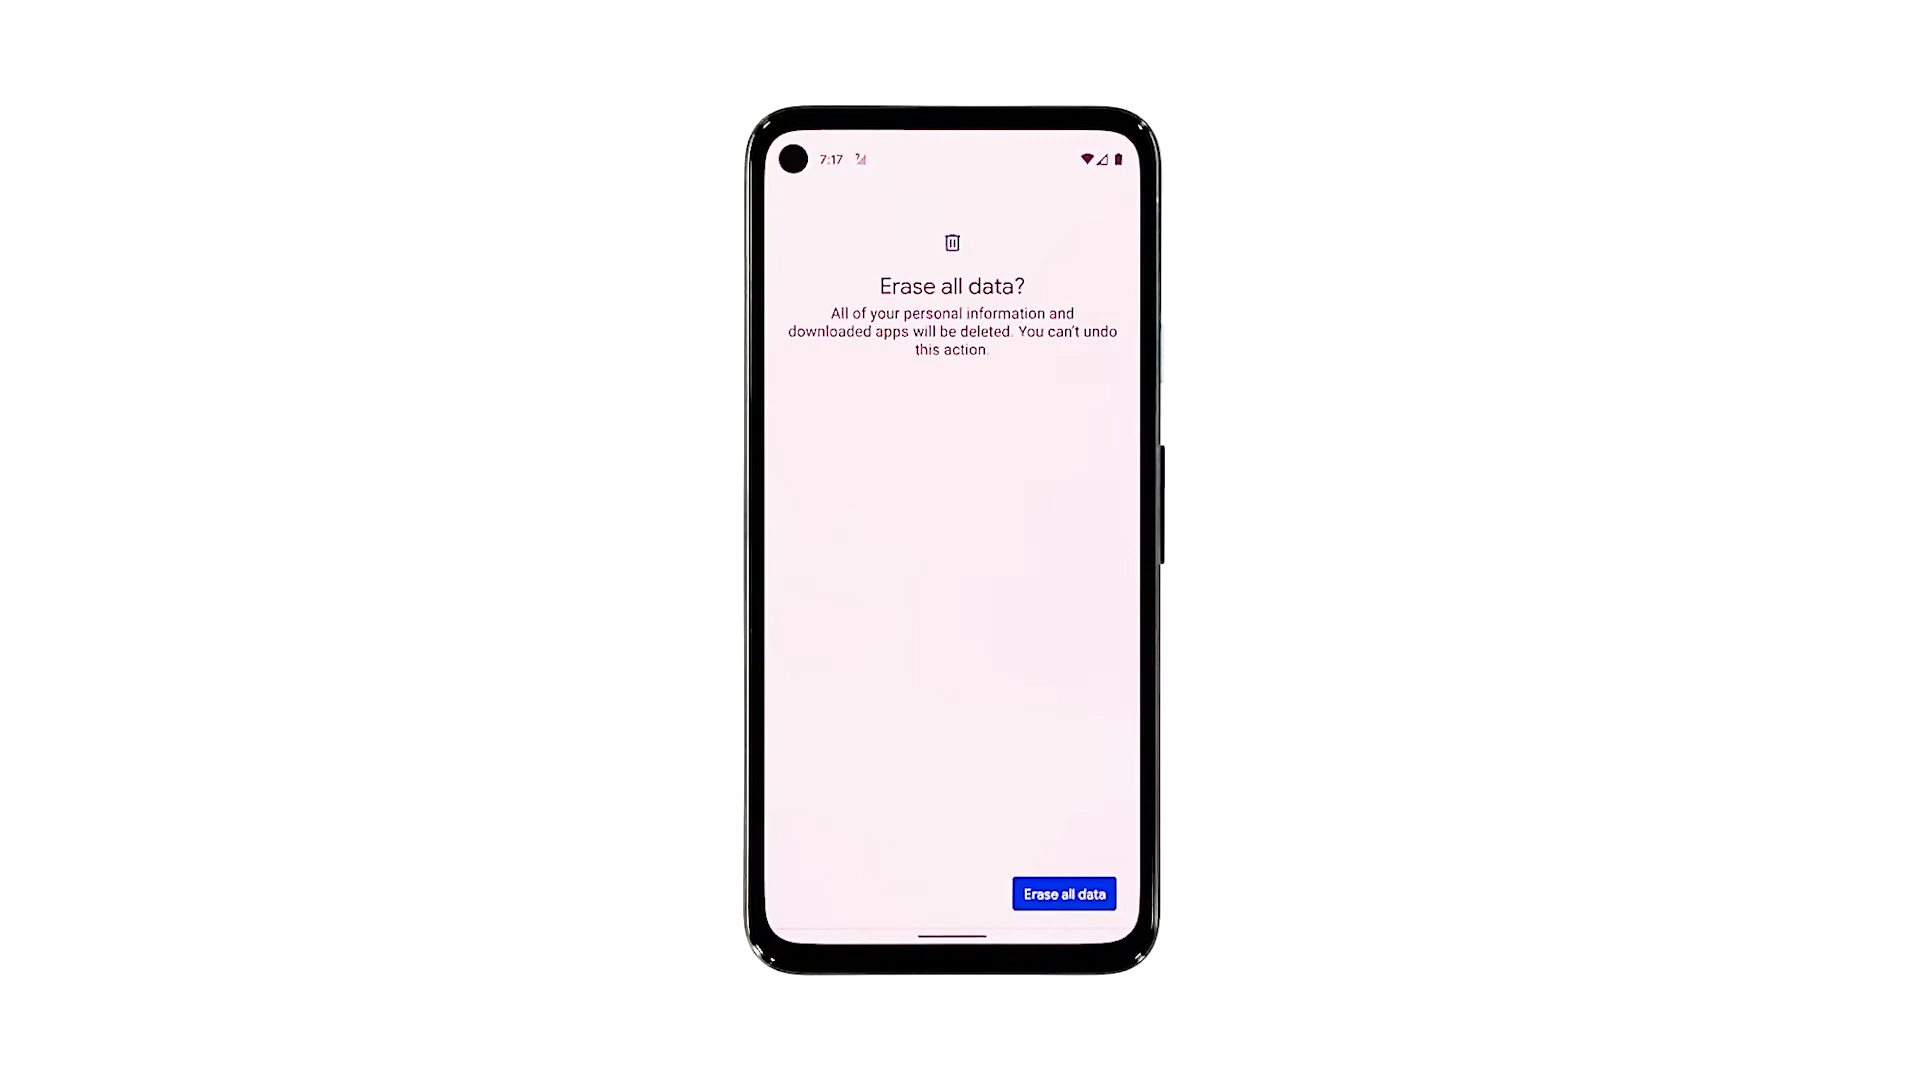 7:17
Erase all data?
All of your personal information and
downloaded apps will be deleted. You can't undo
this action.
Erase all data